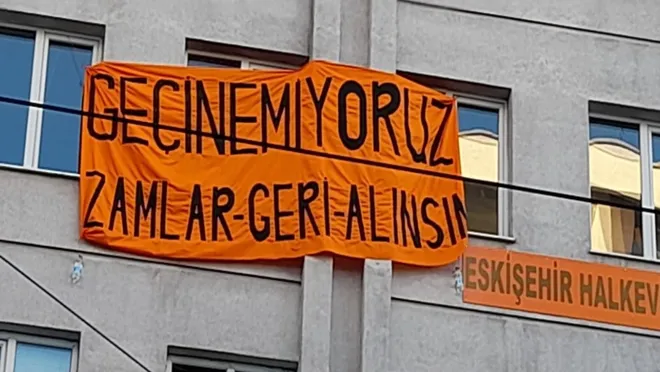 GEÇİNEMİYORUZ
ZAMLAR-GERİ-ALINSIN
ESKİŞEHİR HALKEV